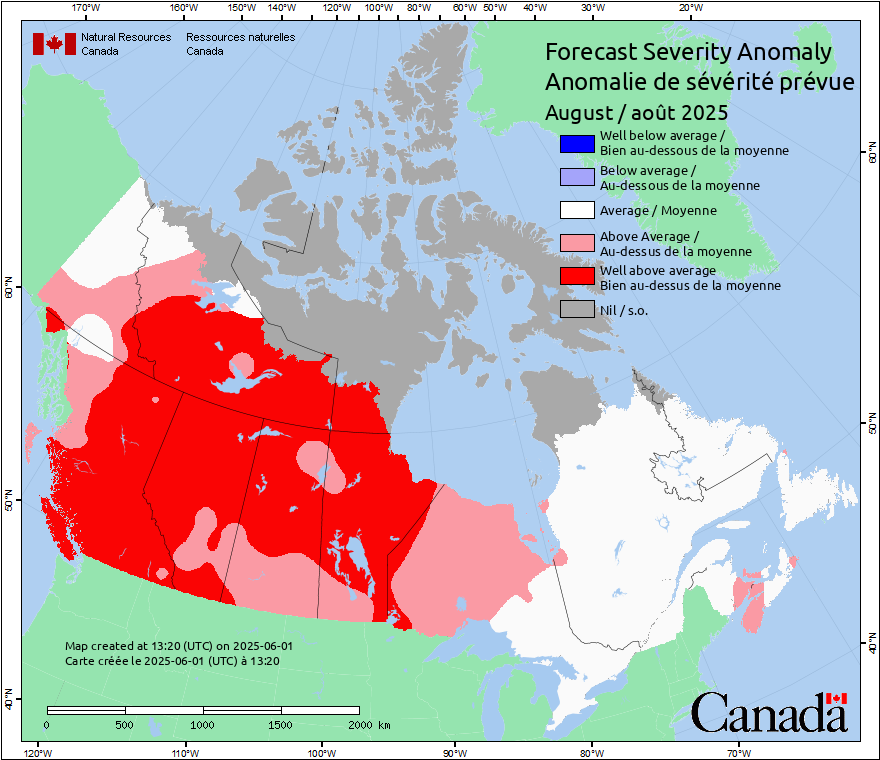 170°W 160°W 150°W 140°W 130°W 120°W 110°W 100°W 90°W 80°W 60°W 50°W 40°W 30°W 20°W
Natural Resources Ressources naturelles
Canada Canada
Forecast Severity Anomaly
Anomalie de sévérité prévue
August / août 2025
Well below average /
Bien au-dessous de la moyenne
Below average /
Au-dessous de la moyenne
Average / Moyenne
Above Average /
Au-dessus de la moyenne
Well above average
Bien au-dessus de la moyenne
Nil / s.o.
60°N
50°N
40°N
60°N
50°N
40°N
Map created at 13:20 (UTC) on 2025-06-01
Carte créée le 2025-06-01 (UTC) à 13:20
0 500 1000 1500 2000 km
Canada
120°W 110°W 100°W 90°W 80°W 70°W